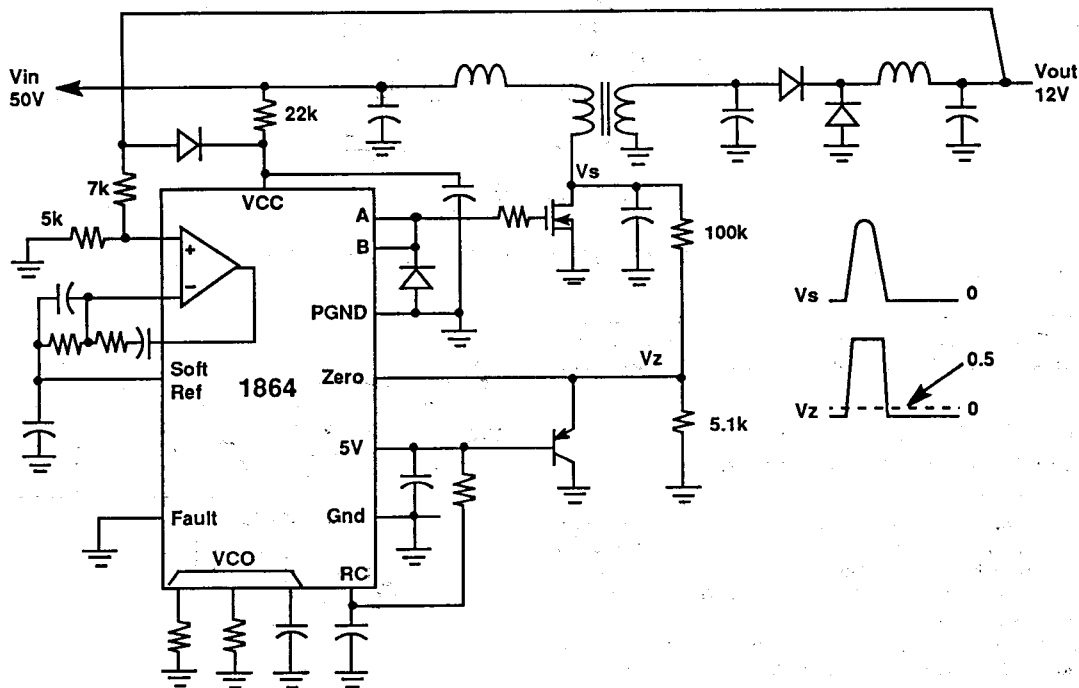 Vin
50V
22k
Vout
12V
7k
5k
VCC
A
B
PGND
Vs
100k
+
−
Soft
Ref
1864
Zero
Vz
5V
5.1k
Fault
Gnd
VCO
RC
Vs
0
0.5
Vz
0